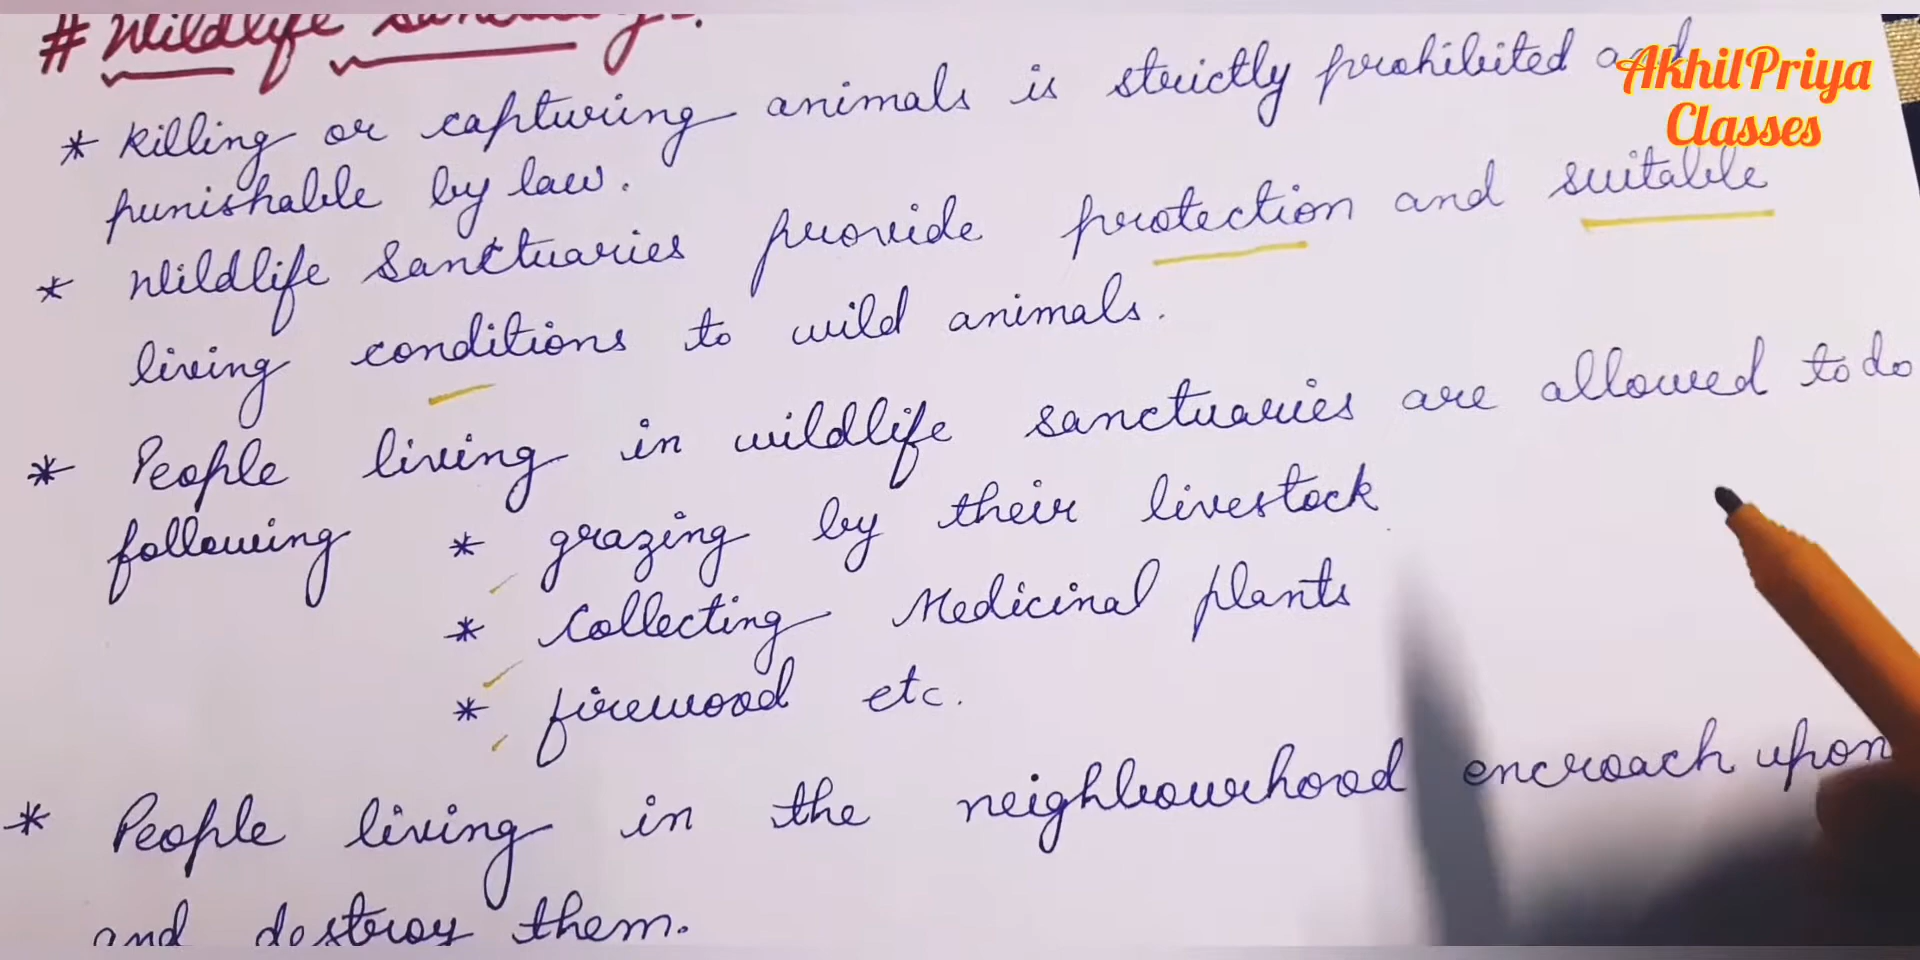 # Wildlife Sanctuary:
* Killing or capturing animals is strictly prohibited and
punishable by law.
* Wildlife Sanctuaries provide protection and suitable
living conditions to wild animals.
* People living in wildlife sanctuaries are allowed to do
following * grazing by their livestock
* Collecting Medicinal plants
* firewood etc.
* People living in the neighbourhood encroach upon
and destroy them.
AkhilPriya
Classes